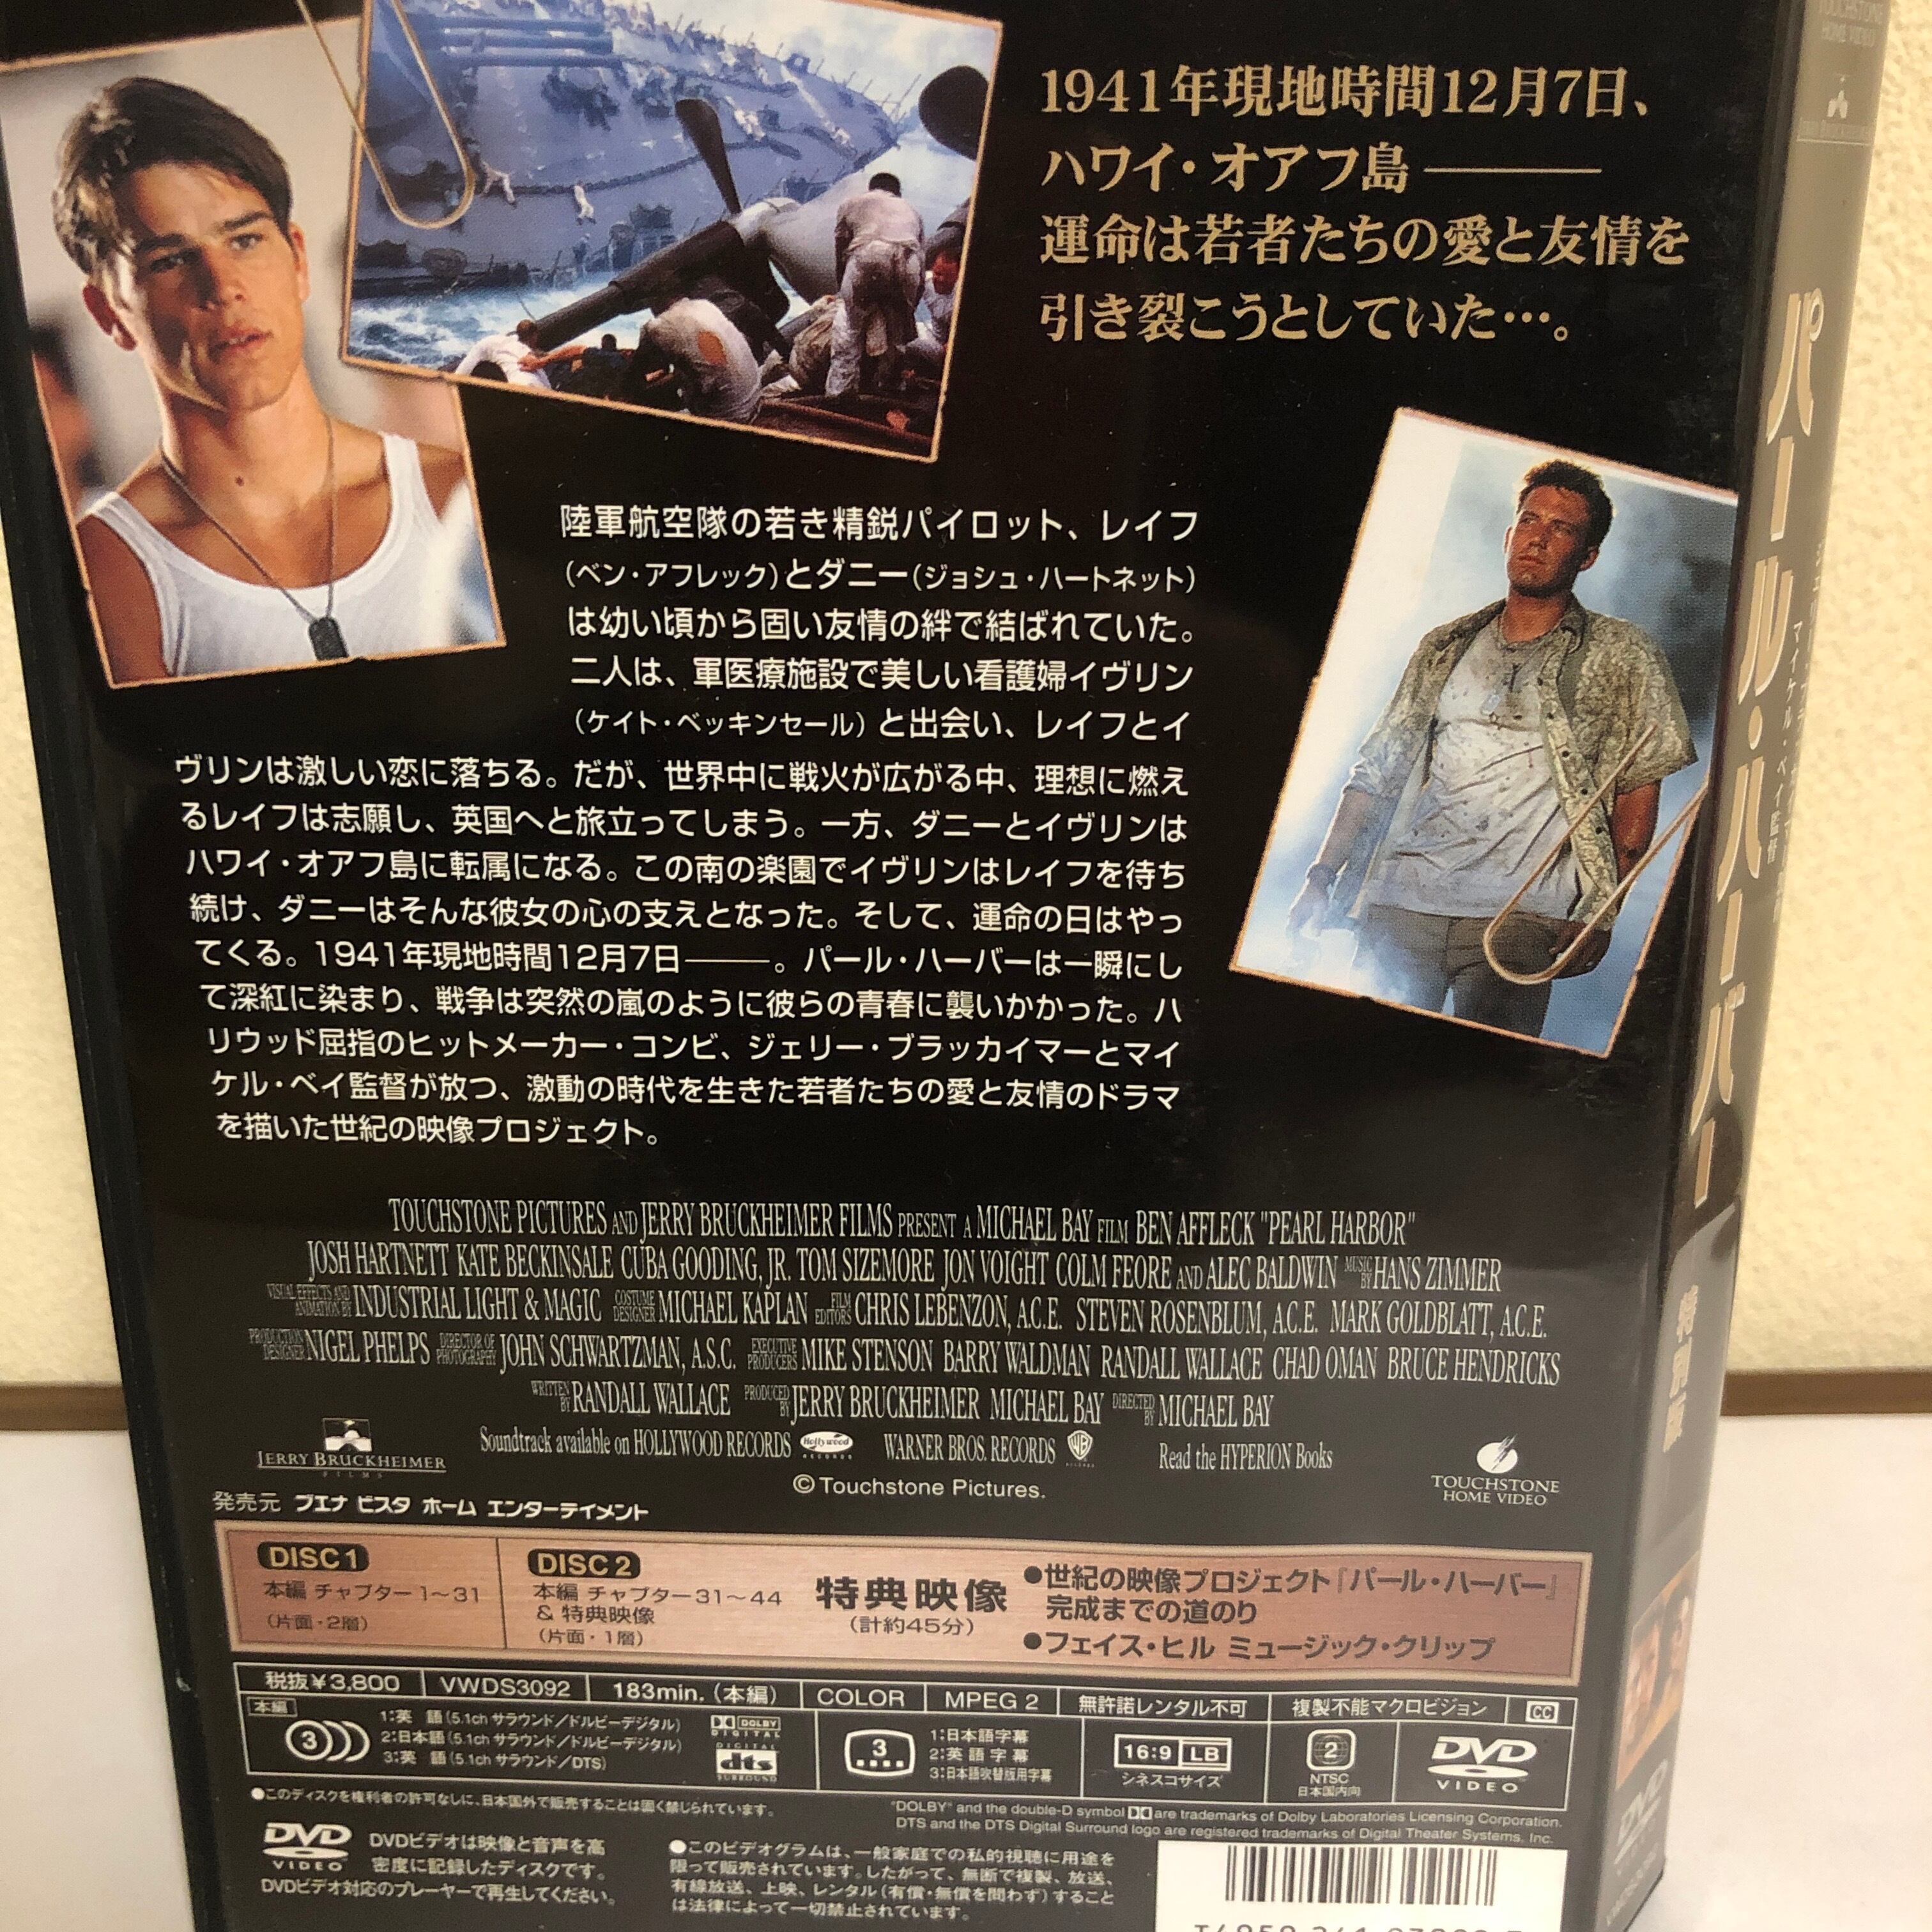 1941年現地時間12月7日、
ハワイ・オアフ島 ———
運命は若者たちの愛と友情を
引き裂こうとしていた…。
陸軍航空隊の若き精鋭パイロット、レイフ
(ベン・アフレック)とダニー(ジョシュ・ハートネット)
は幼い頃から固い友情の絆で結ばれていた。
二人は、軍医療施設で美しい看護婦イヴリン
(ケイト・ベッキンセール)と出会い、レイフとイ
ヴリンは激しい恋に落ちる。だが、世界中に戦火が広がる中、理想に燃え
るレイフは志願し、英国へと旅立ってしまう。一方、ダニーとイヴリンは
ハワイ・オアフ島に転属になる。この南の楽園でイヴリンはレイフを待ち
続け、ダニーはそんな彼女の心の支えとなった。そして、運命の日はやっ
てくる。1941年現地時間12月7日———。パール・ハーバーは一瞬にし
て深紅に染まり、戦争は突然の嵐のように彼らの青春に襲いかかった。ハ
リウッド屈指のヒットメーカー・コンビ、ジェリー・ブラッカイマーとマイ
ケル・ベイ監督が放つ、激動の時代を生きた若者たちの愛と友情のドラマ
を描いた世紀の映像プロジェクト。
TOUCHSTONE PICTURES AND JERRY BRUCKHEIMER FILMS PRESENT A MICHAEL BAY FILM BEN AFFLECK "PEARL HARBOR"
JOSH HARTNETT KATE BECKINSALE CUBA GOODING, JR. TOM SIZEMORE JON VOIGHT COLM FEORE AND ALEC BALDWIN MUSIC BY HANS ZIMMER
VISUAL EFFECTS AND ANIMATION BY INDUSTRIAL LIGHT & MAGIC COSTUME DESIGNER MICHAEL KAPLAN FILM EDITORS CHRIS LEBENZON, A.C.E. STEVEN ROSENBLUM, A.C.E. MARK GOLDBLATT, A.C.E.
PRODUCTION DESIGNER NIGEL PHELPS DIRECTOR OF PHOTOGRAPHY JOHN SCHWARTZMAN, A.S.C. EXECUTIVE PRODUCERS MIKE STENSON BARRY WALDMAN RANDALL WALLACE CHAD OMAN BRUCE HENDRICKS
WRITTEN BY RANDALL WALLACE PRODUCED BY JERRY BRUCKHEIMER MICHAEL BAY DIRECTED BY MICHAEL BAY
Soundtrack available on HOLLYWOOD RECORDS Hollywood RECORDS WARNER BROS. RECORDS Read the HYPERION Books
JERRY BRUCKHEIMER FILMS
© Touchstone Pictures.
TOUCHSTONE
HOME VIDEO
発売元 ブエナ ビスタ ホーム エンターテイメント
DISC 1
本編 チャプター1〜31
(片面・2層)
DISC 2
本編 チャプター31〜44
& 特典映像
(片面・1層)
特典映像
(計約45分)
●世紀の映像プロジェクト『パール・ハーバー』
完成までの道のり
●フェイス・ヒル ミュージック・クリップ
税抜¥3,800 VWDS3092 183min.(本編) COLOR MPEG 2 無許諾レンタル不可 複製不能マクロビジョン CC
本編
3
1:英 語(5.1ch サラウンド/ドルビーデジタル)
2:日本語(5.1ch サラウンド/ドルビーデジタル)
3:英 語(5.1ch サラウンド/DTS)
DOLBY
DIGITAL
DIGITAL
dts
SURROUND
3
1:日本語字幕
2:英語字幕
3:日本語吹替版用字幕
16:9 LB
シネスコサイズ
2
NTSC
日本国内向
DVD
VIDEO
●このディスクを権利者の許可なしに、日本国外で販売することは固く禁じられています。
"DOLBY" and the double-D symbol are trademarks of Dolby Laboratories Licensing Corporation.
DTS and the DTS Digital Surround logo are registered trademarks of Digital Theater Systems, Inc.
DVD
VIDEO
DVDビデオは映像と音声を高
密度に記録したディスクです。
DVDビデオ対応のプレーヤーで再生してください。
●このビデオグラムは、一般家庭での私的視聴に用途を
限って販売されています。したがって、無断で複製、放送、
有線放送、上映、レンタル(有償・無償を問わず)すること
は法律によって一切禁止されています。
TOUCHSTONE
HOME VIDEO
パール・ハーバー
マイケル・ベイ監督
特別版
DVD